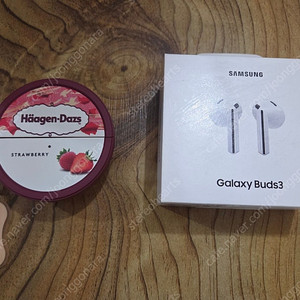 Häagen-Dazs
STRAWBERRY
SAMSUNG
Galaxy Buds3